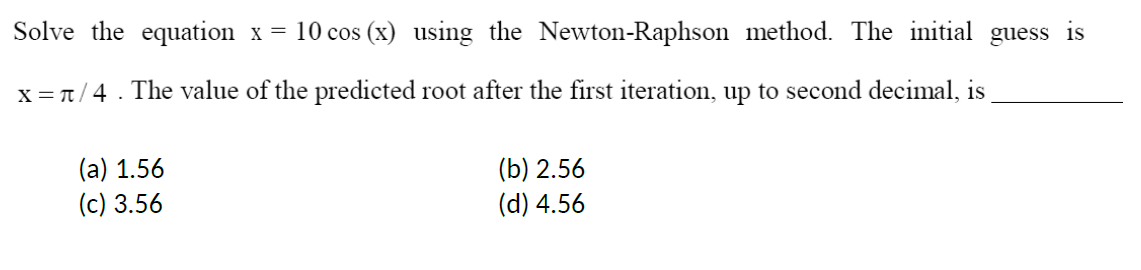 Solve the equation x = 10 cos (x) using the Newton-Raphson method. The initial guess is
x = π / 4 . The value of the predicted root after the first iteration, up to second decimal, is ____________
(a) 1.56 (b) 2.56
(c) 3.56 (d) 4.56